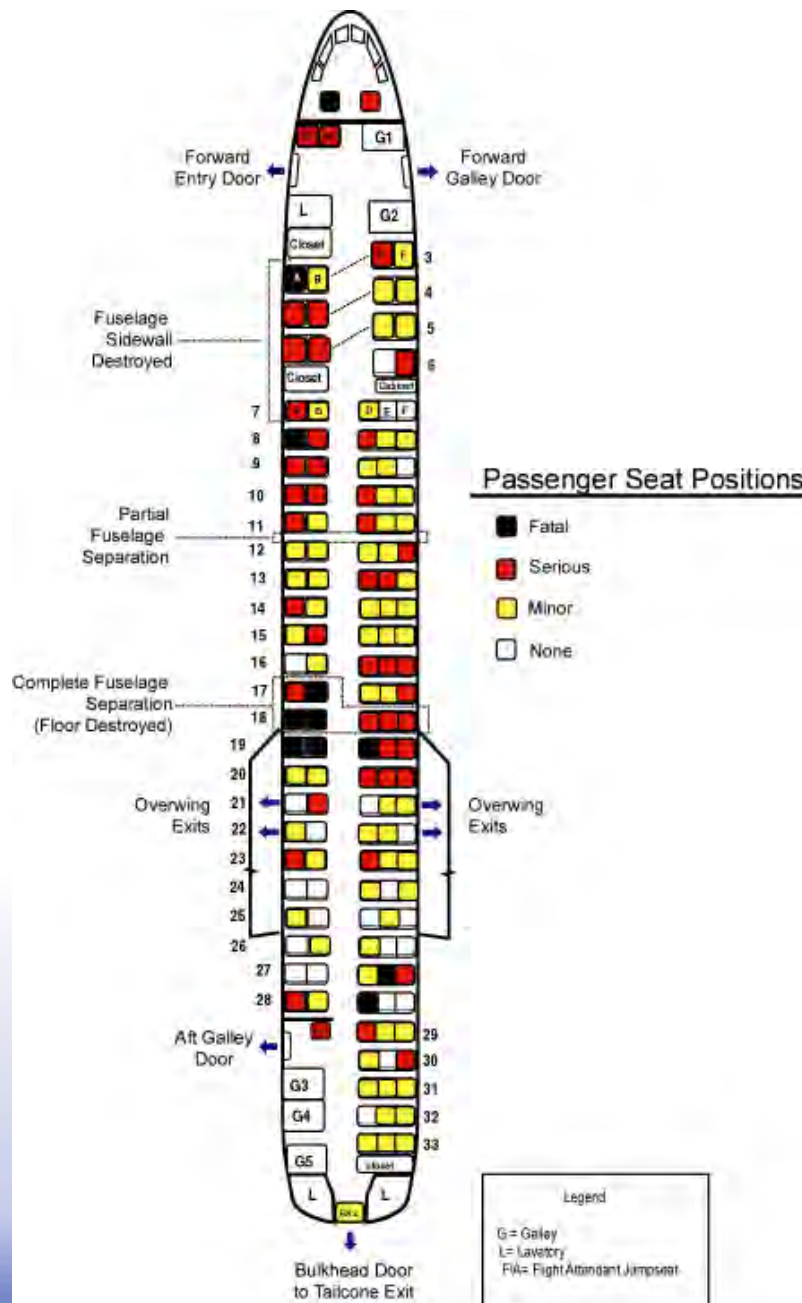 G1
Forward
Entry Door
Forward
Galley Door
L
G2
Closet
F
3
A
B
4
5
Fuselage
Sidewall
Destroyed
6
Closet
Cabinet
7
D
E
F
8
9
Passenger Seat Positions
10
Partial
Fuselage
Separation
11
Fatal
12
Serious
13
Minor
14
None
15
16
Complete Fuselage
Separation
(Floor Destroyed)
17
18
19
20
Overwing
Exits
21
Overwing
Exits
22
23
24
25
26
27
28
Aft Galley
Door
29
30
G3
31
G4
32
33
G5
closet
L
L
Legend
G = Galley
L= Lavatory
F/A= Flight Attendant Jumpseat
Bulkhead Door
to Tailcone Exit